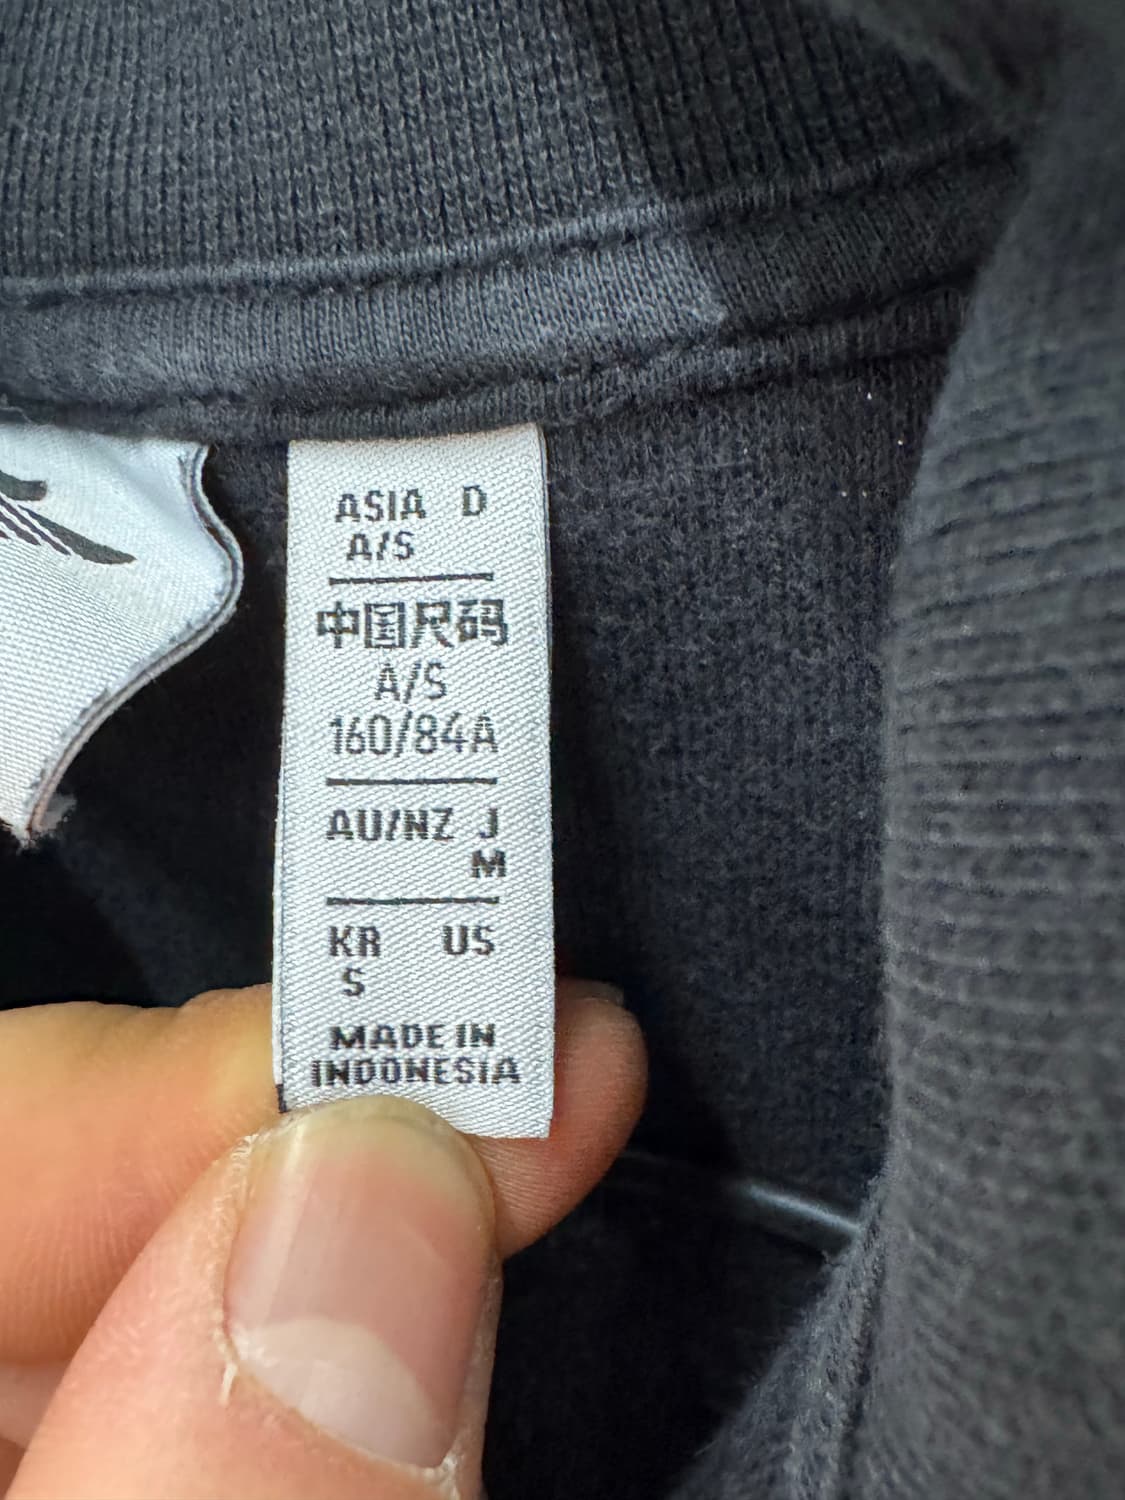 ASIA D
A/S
中国尺码
A/S
160/84A
AU/NZ J
M
KR US
S
MADE IN
INDONESIA